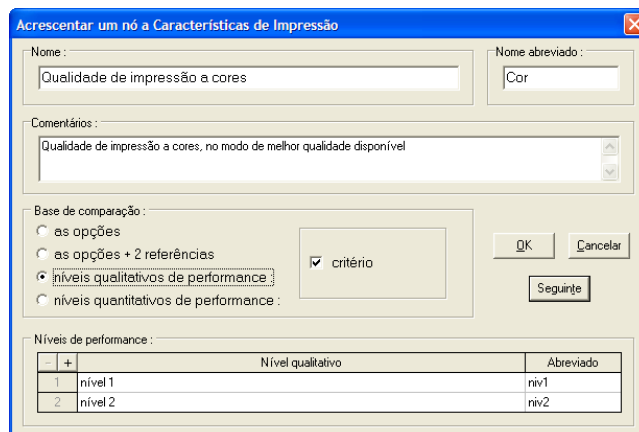 Acrescentar um nó a Características de Impressão
Nome :
Nome abreviado :
Qualidade de impressão a cores
Cor
Comentários :
Qualidade de impressão a cores, no modo de melhor qualidade disponível
Base de comparação :
as opções
as opções + 2 referências
níveis qualitativos de performance :
níveis quantitativos de performance :
critério
OK
Cancelar
Seguinte
Níveis de performance :
- + Nível qualitativo Abreviado
1 nível 1 niv1
2 nível 2 niv2